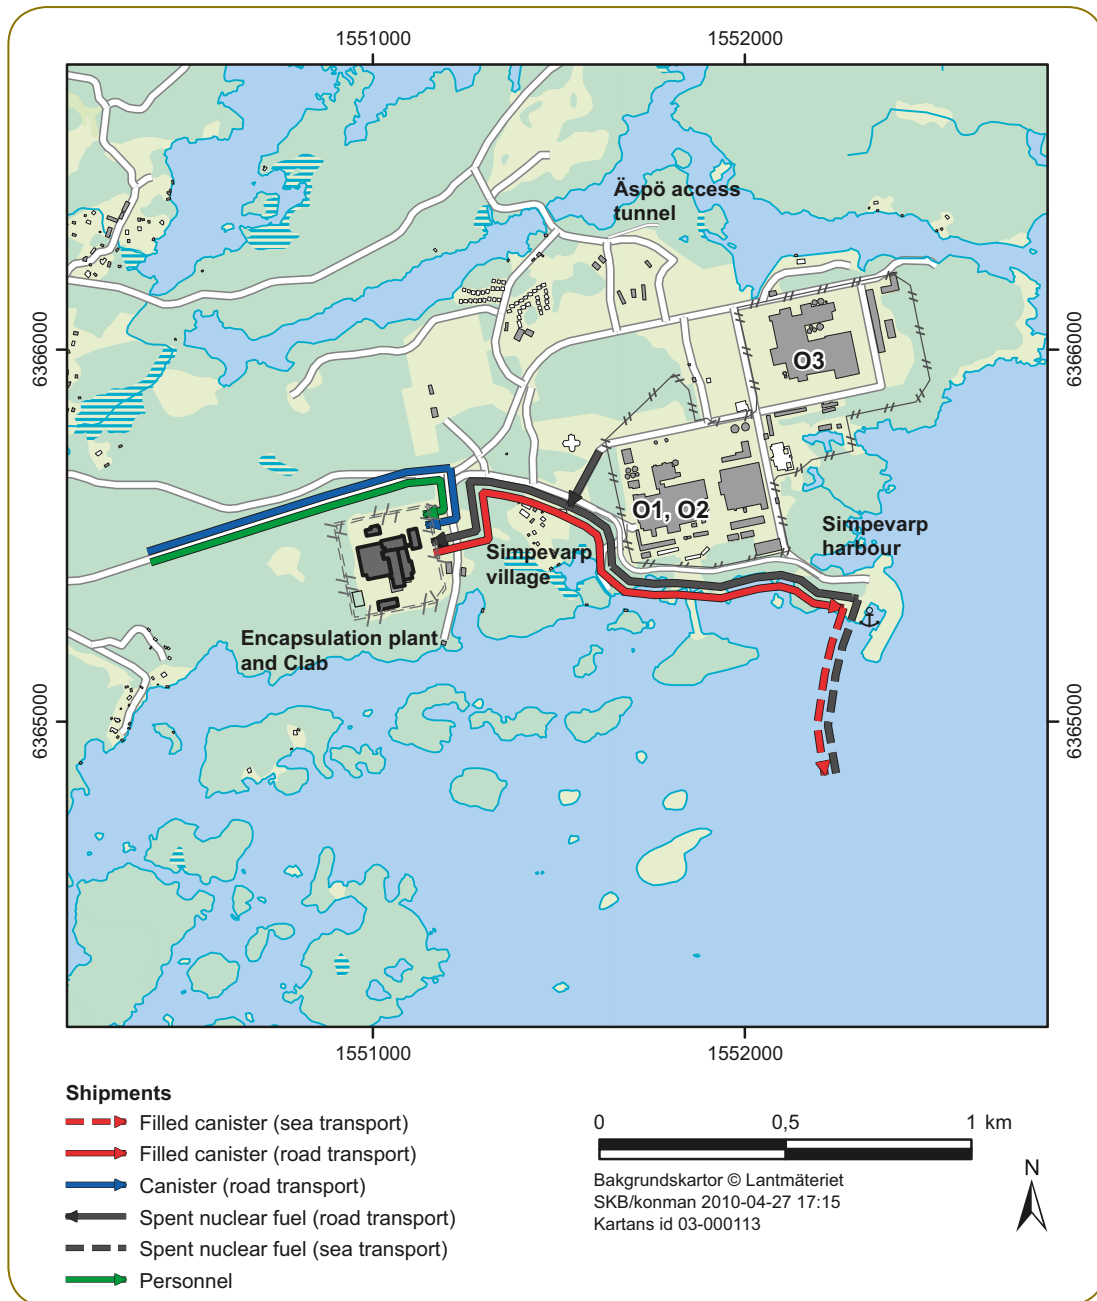 1551000
1552000
Äspö access
tunnel
6366000
6366000
O3
O1, O2
Simpevarp
harbour
Simpevarp
village
Encapsulation plant
and Clab
6365000
6365000
1551000
1552000
Shipments
Filled canister (sea transport)
Filled canister (road transport)
Canister (road transport)
Spent nuclear fuel (road transport)
Spent nuclear fuel (sea transport)
Personnel
0 0,5 1 km
Bakgrundskartor © Lantmäteriet
SKB/konman 2010-04-27 17:15
Kartans id 03-000113
N